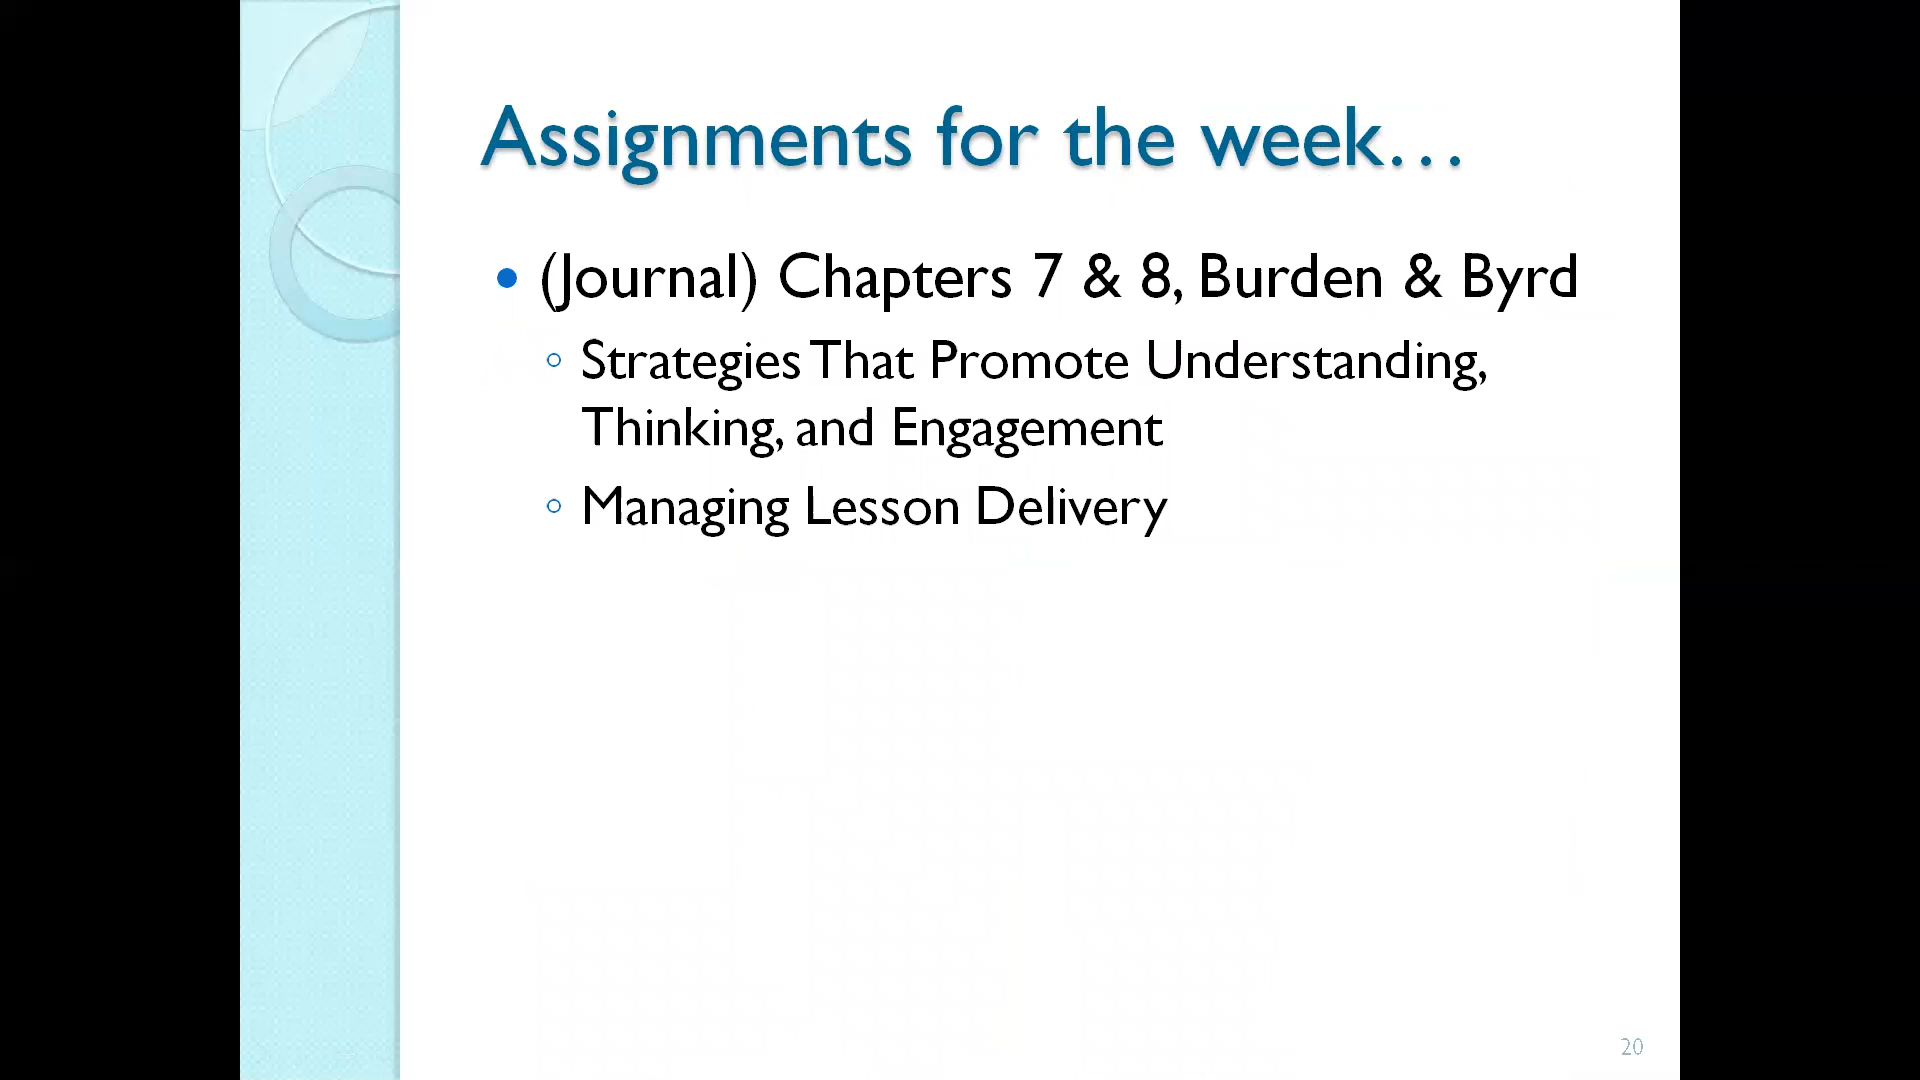 Assignments for the week…
(Journal) Chapters 7 & 8, Burden & Byrd
Strategies That Promote Understanding,
Thinking, and Engagement
Managing Lesson Delivery
20